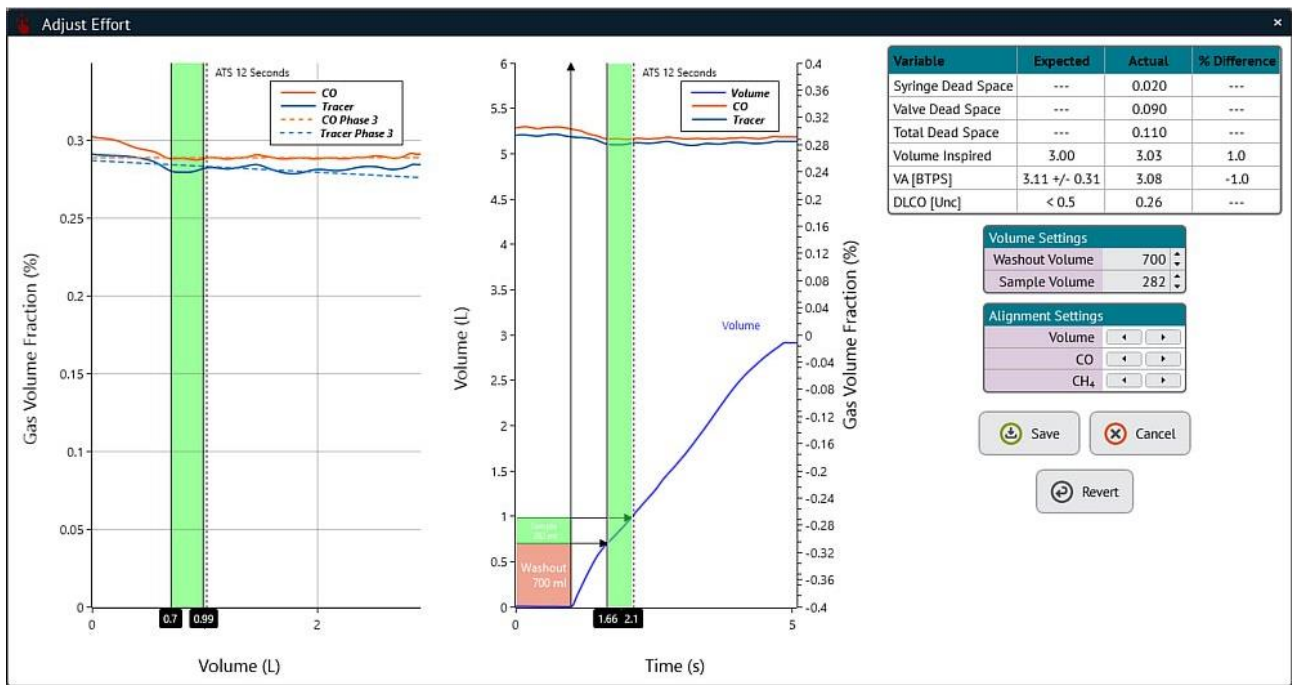 Adjust Effort ×
ATS 12 Seconds
CO
Tracer
CO Phase 3
Tracer Phase 3
0.3
0.25
0.2
0.15
0.1
0.05
0
Gas Volume Fraction (%)
0.7 0.99
0 2
Volume (L)
ATS 12 Seconds
Volume
CO
Tracer
6
5.5
5
4.5
4
3.5
3
2.5
2
1.5
1
0.5
0
Volume (L)
Volume
Sample
282 ml
Washout
700 ml
1.66 2.1
0 5
Time (s)
0.4
0.36
0.32
0.28
0.24
0.2
0.16
0.12
0.08
0.04
0
-0.04
-0.08
-0.12
-0.16
-0.2
-0.24
-0.28
-0.32
-0.36
-0.4
Gas Volume Fraction (%)
Variable Expected Actual % Difference
Syringe Dead Space --- 0.020 ---
Valve Dead Space --- 0.090 ---
Total Dead Space --- 0.110 ---
Volume Inspired 3.00 3.03 1.0
VA [BTPS] 3.11 +/- 0.31 3.08 -1.0
DLCO [Unc] < 0.5 0.26 ---
Volume Settings
Washout Volume 700
Sample Volume 282
Alignment Settings
Volume
CO
CH₄
Save Cancel
Revert